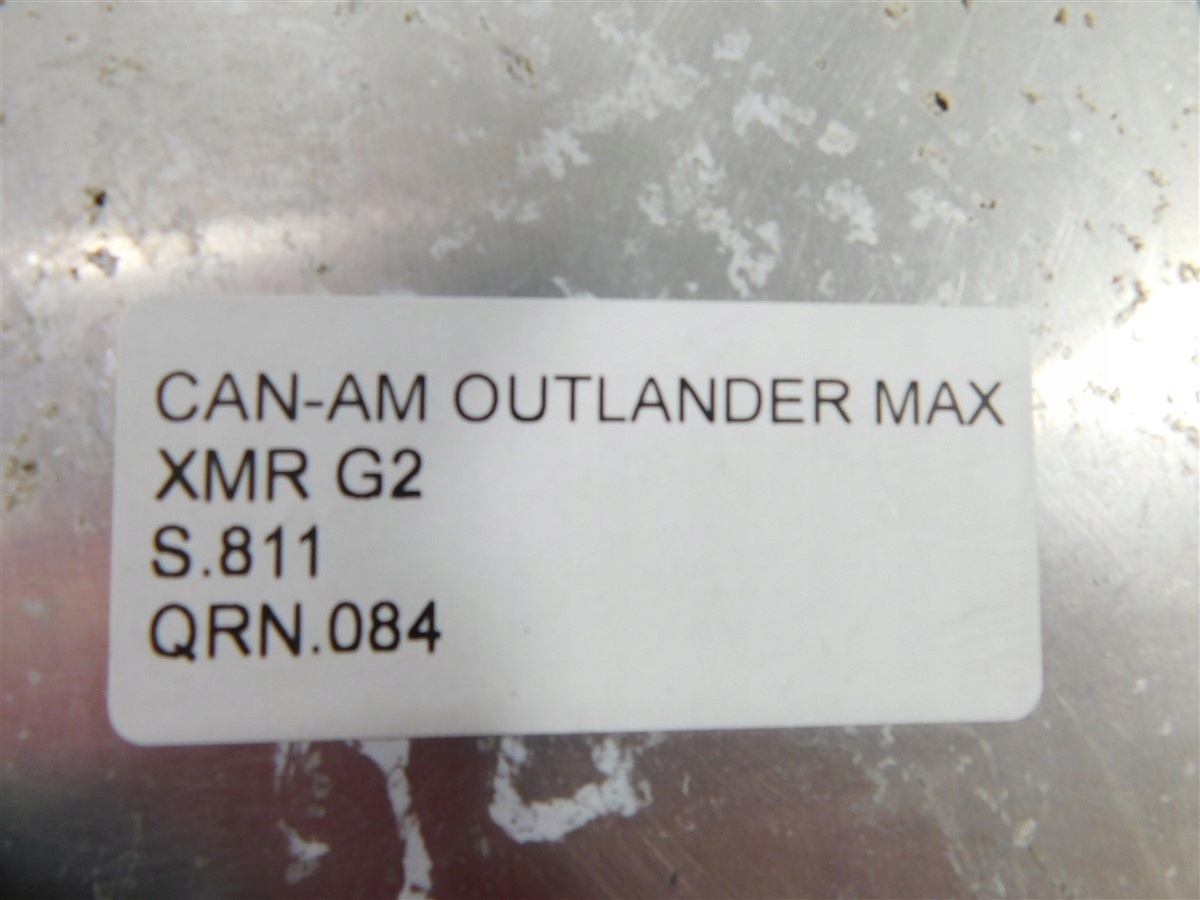 CAN-AM OUTLANDER MAX
XMR G2
S.811
QRN.084